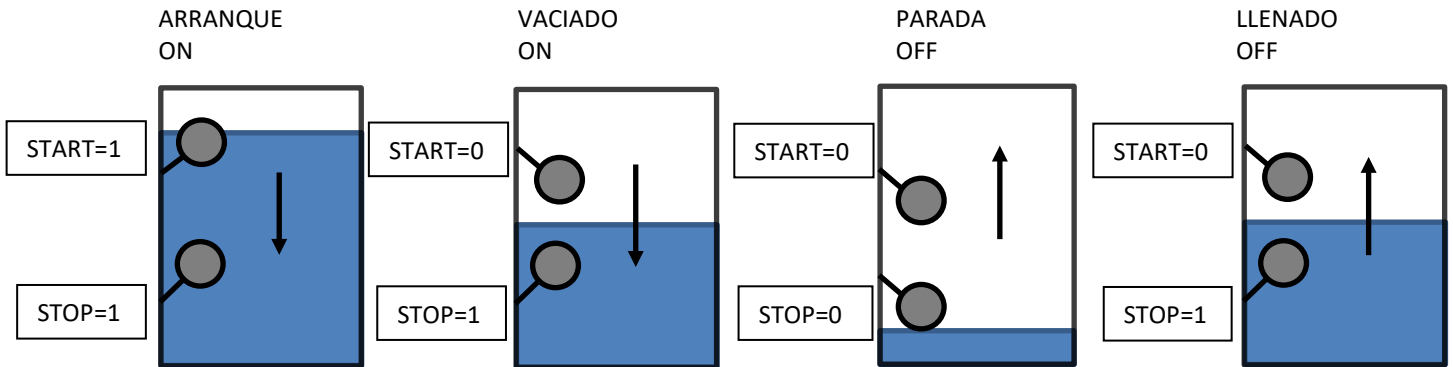 ARRANQUE
ON
VACIADO
ON
PARADA
OFF
LLENADO
OFF
START=1
START=0
START=0
START=0
STOP=1
STOP=1
STOP=0
STOP=1